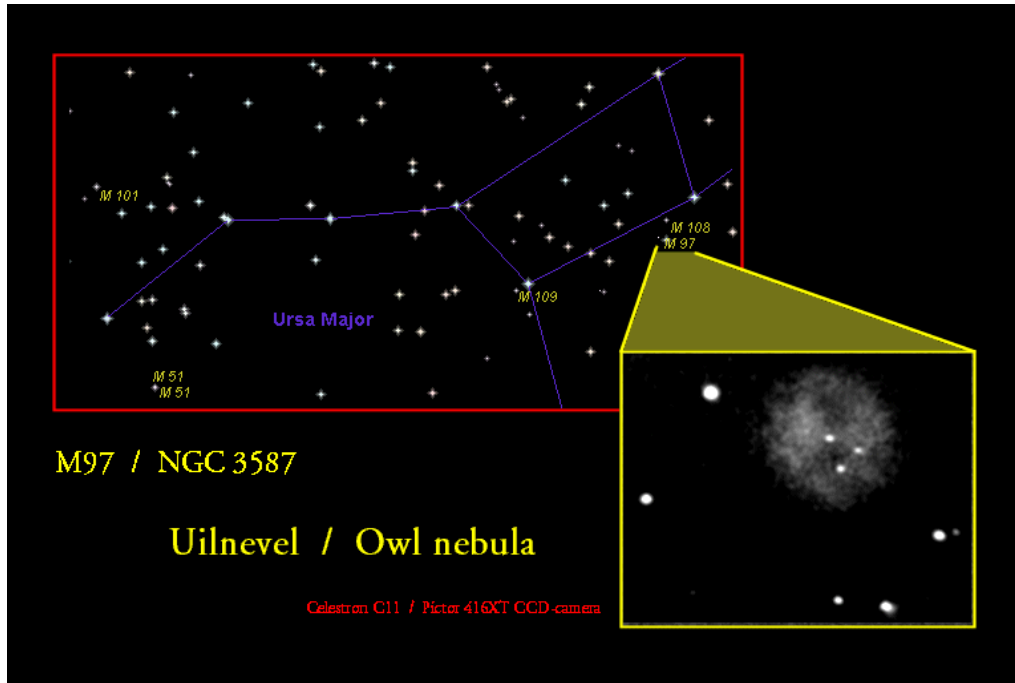 M 101
M 108
M 97
M 109
Ursa Major
M 51
M 51
M97 / NGC 3587
Uilnevel / Owl nebula
Celestron C11 / Pictor 416XT CCD-camera